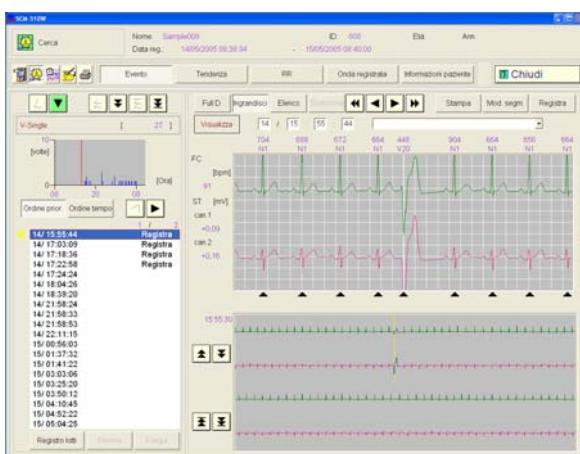 SCM 510W
Cerca
Nome Sample008 ID: 008 Età Ann.
Data reg.: 14/05/2005 08:39:34 - 15/05/2005 08:40:00
Evento Tendenza RR Onda registrata Informazioni paziente Chiudi
V-Single [ 27 ]
[volte] 10
0
08 20 08 [Ora]
Ordine prior. Ordine tempo
1 / 2
14/ 15:55:44 Registra
14/ 17:03:09 Registra
14/ 17:18:36 Registra
14/ 17:22:58 Registra
14/ 17:24:24
14/ 18:04:26
14/ 18:39:20
14/ 21:58:24
14/ 21:58:33
14/ 21:58:53
14/ 22:11:15
15/ 00:56:03
15/ 01:37:32
15/ 01:41:22
15/ 03:03:06
15/ 03:25:20
15/ 03:50:12
15/ 04:10:45
15/ 04:52:22
15/ 05:04:25
Registro lotti
Full D. Ingrandisci Elenco Stampa Mod. segm Registra
Visualizza 14 / 15 : 55 : 44
704 688 672 664 448 904 664 656 664
N1 N1 N1 N1 V20 N1 N1 N1 N1
FC
[bpm]
91
ST [mV]
can.1
+0,09
can.2
+0,16
15:55:30